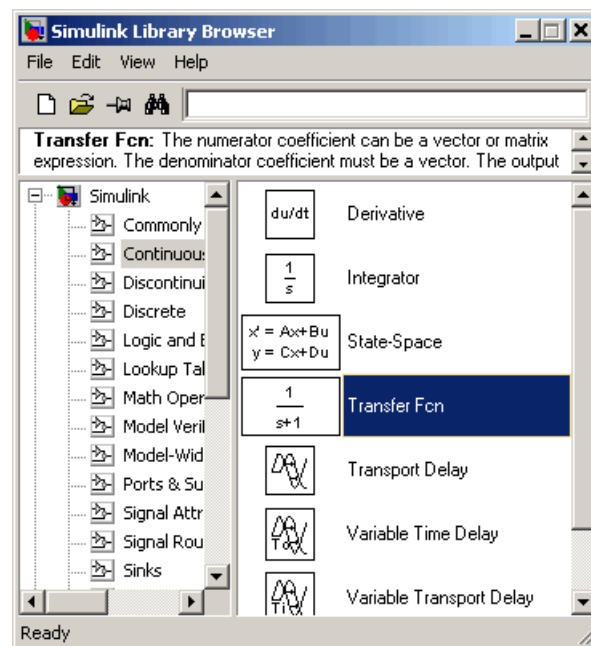 Simulink Library Browser
File Edit View Help
Transfer Fcn: The numerator coefficient can be a vector or matrix
expression. The denominator coefficient must be a vector. The output
Simulink
Commonly
Continuou
Discontinui
Discrete
Logic and
Lookup Tal
Math Oper
Model Veri
Model-Wid
Ports & Su
Signal Attr
Signal Rou
Sinks
du/dt
Derivative
1
s
Integrator
x' = Ax+Bu
y = Cx+Du
State-Space
1
s+1
Transfer Fcn
Transport Delay
Variable Time Delay
Variable Transport Delay
Ready